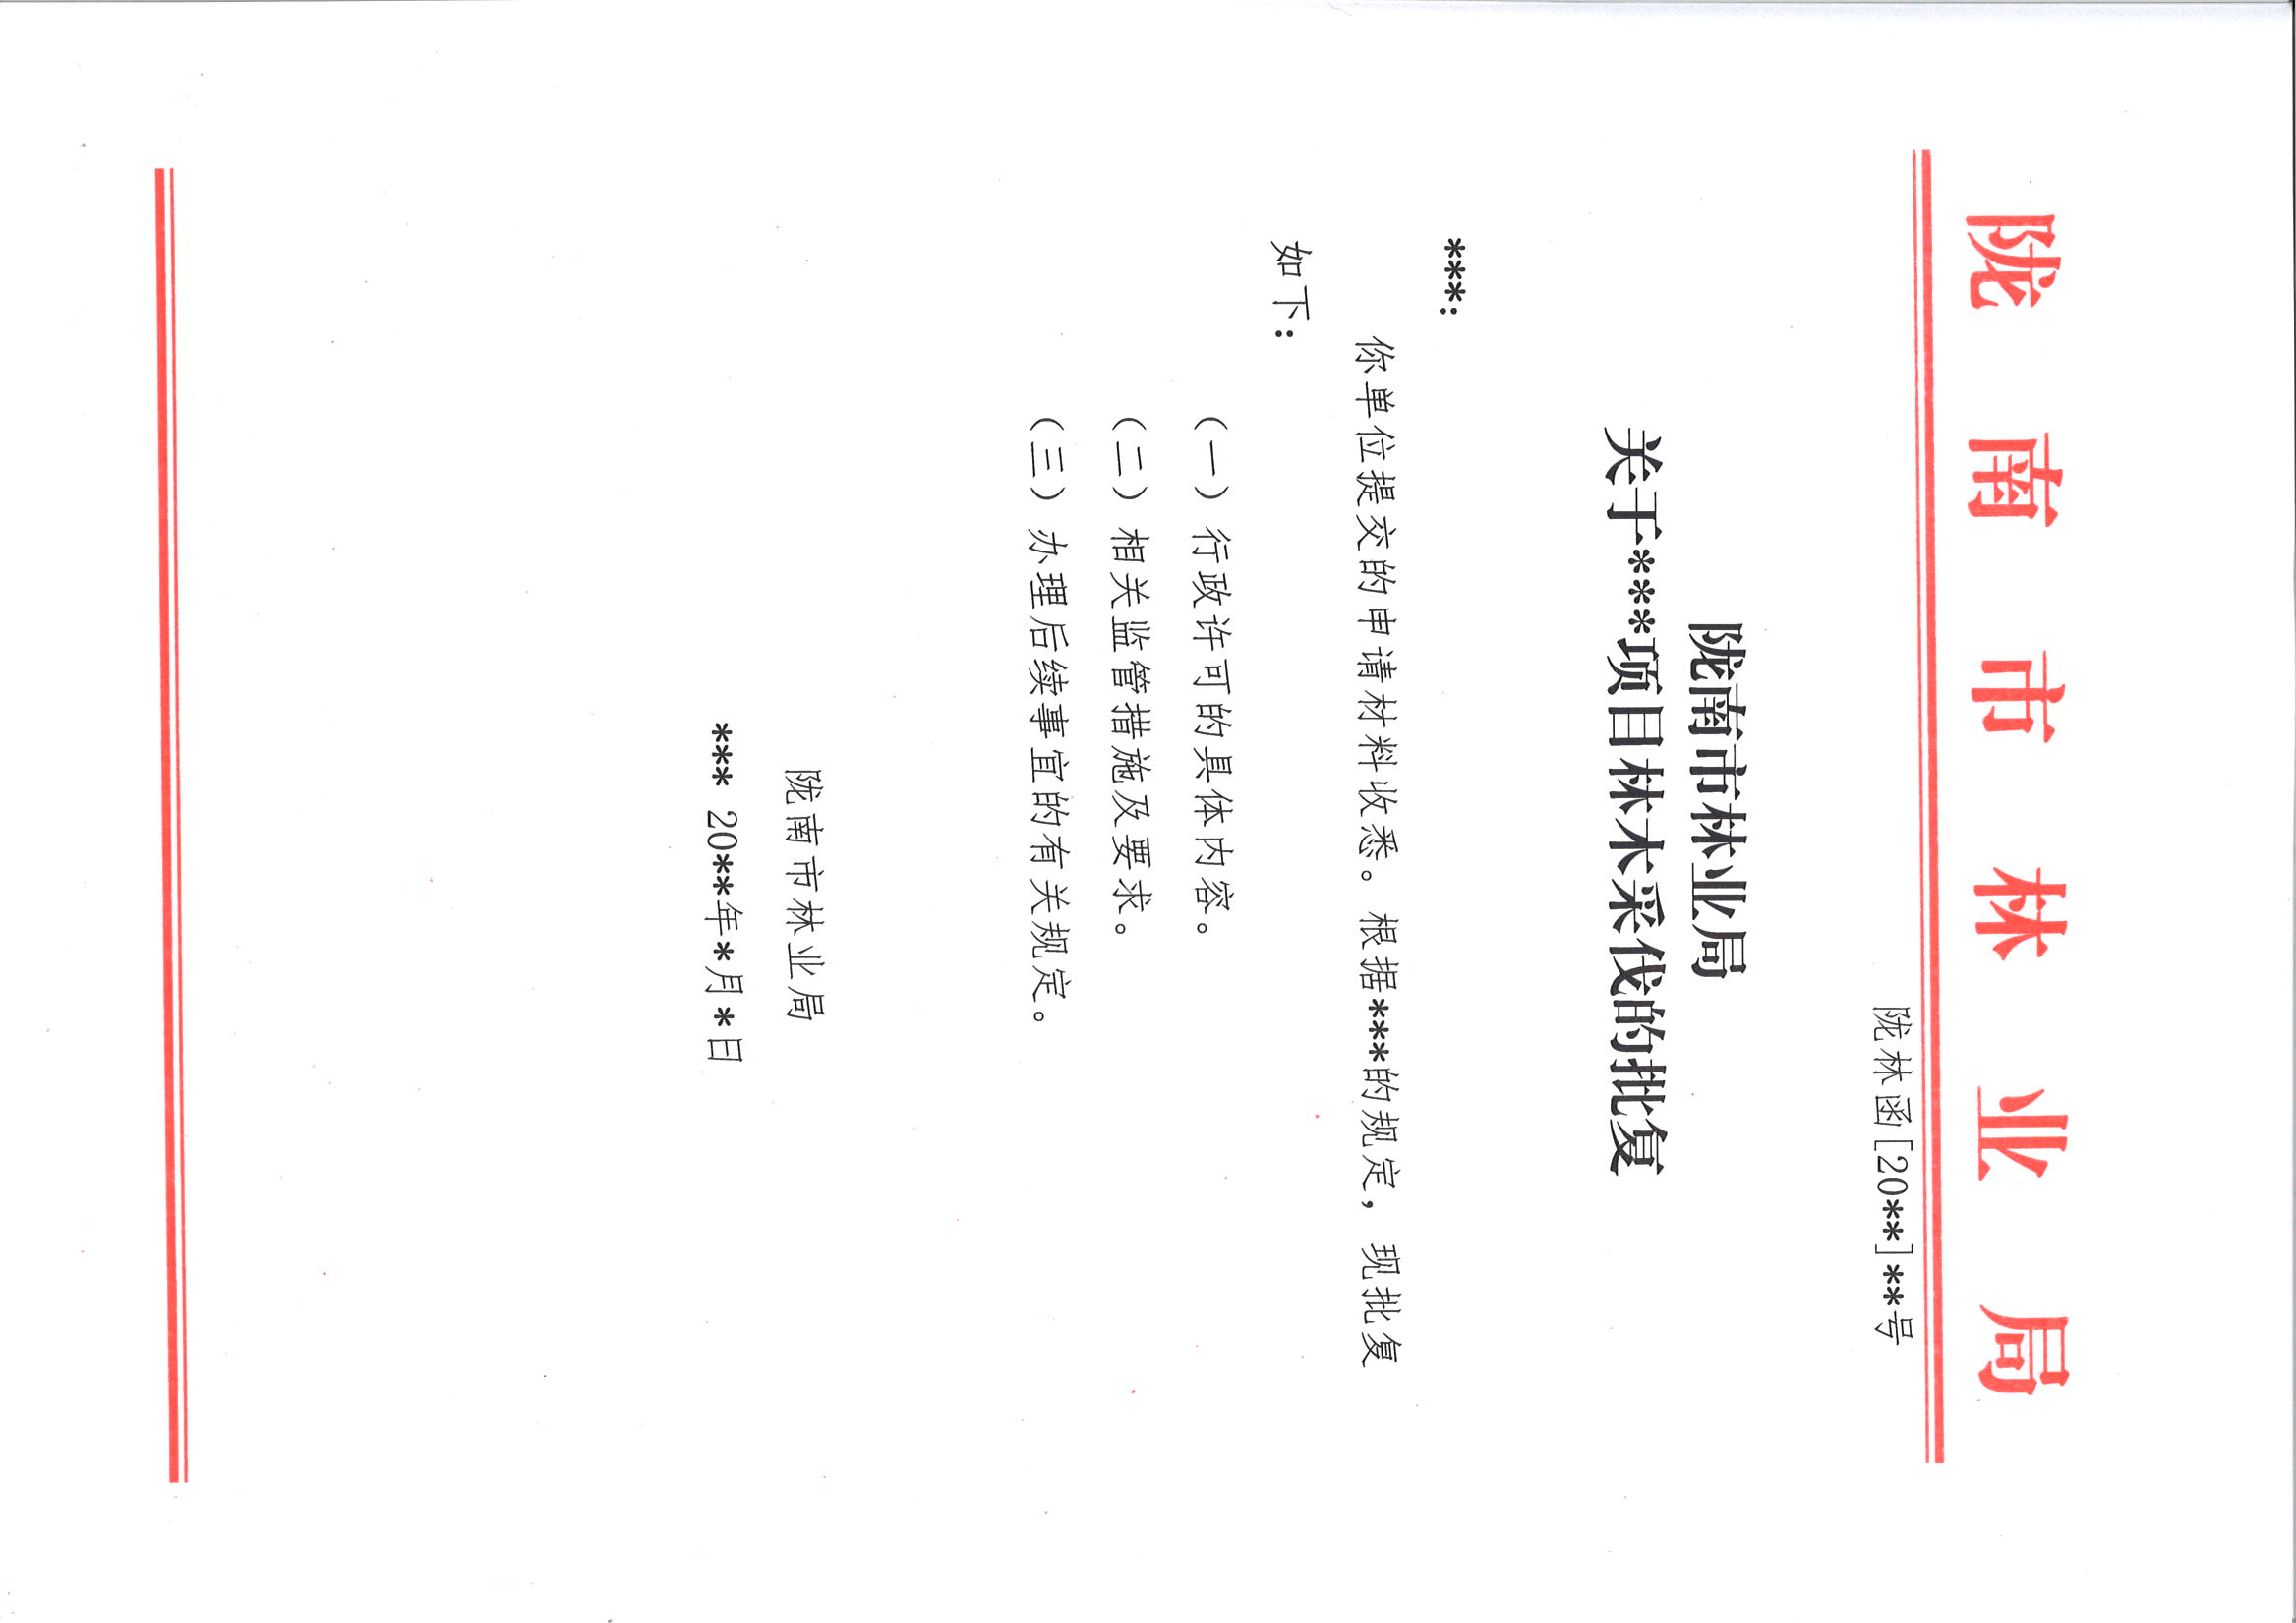 陇南市林业局
陇林函[20**]**号
陇南市林业局
关于***项目林木采伐的批复
***:
你单位提交的申请材料收悉。根据***的规定，现批复
如下：
（一）行政许可的具体内容。
（二）相关监管措施及要求。
（三）办理后续事宜的有关规定。
陇南市林业局
*** 20**年*月*日